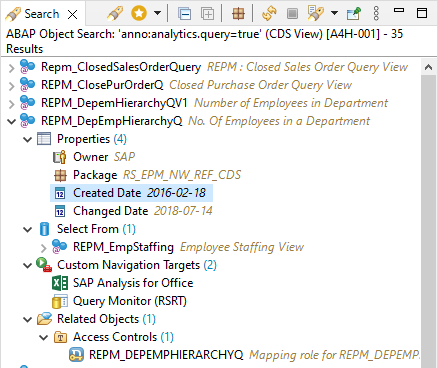 Search
ABAP Object Search: 'anno:analytics.query=true' (CDS View) [A4H-001] - 35
Results
Repm_ClosedSalesOrderQuery REPM : Closed Sales Order Query View
Repm_ClosePurOrderQ Closed Purchase Order Query View
REPM_DepemHierarchyQV1 Number of Employees in Department
REPM_DepEmpHierarchyQ No. Of Employees in a Department
Properties (4)
Owner SAP
Package RS_EPM_NW_REF_CDS
Created Date 2016-02-18
Changed Date 2018-07-14
Select From (1)
REPM_EmpStaffing Employee Staffing View
Custom Navigation Targets (2)
SAP Analysis for Office
Query Monitor (RSRT)
Related Objects (1)
Access Controls (1)
REPM_DEPEMPHIERARCHYQ Mapping role for REPM_DEPEMP